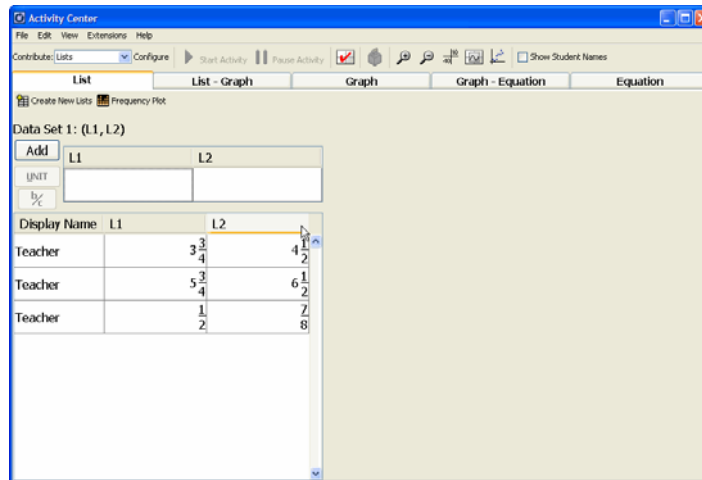 Activity Center
File Edit View Extensions Help
Contribute: Lists Configure Start Activity Pause Activity Show Student Names
List List - Graph Graph Graph - Equation Equation
Create New Lists Frequency Plot
Data Set 1: (L1, L2)
Add L1 L2
UNIT
b/c
Display Name L1 L2
Teacher 3 3/4 4 1/2
Teacher 5 3/4 6 1/2
Teacher 1/2 7/8